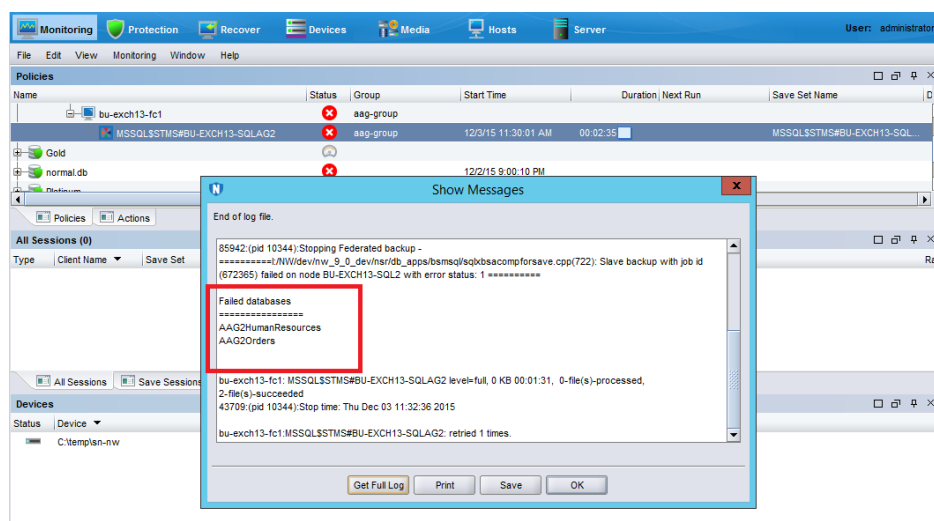 Monitoring Protection Recover Devices Media Hosts Server User: administrator
File Edit View Monitoring Window Help
Policies
Name Status Group Start Time Duration Next Run Save Set Name D
bu-exch13-fc1 aag-group
MSSQL$STMS#BU-EXCH13-SQLAG2 aag-group 12/3/15 11:30:01 AM 00:02:35 MSSQL$STMS#BU-EXCH13-SQL...
Gold
normal.db 12/2/15 9:00:10 PM
Platinum
Policies Actions
All Sessions (0)
Type Client Name Save Set Ra
All Sessions Save Sessions
Devices
Status Device
C:\temp\sn-nw
Show Messages
End of log file.
85942:(pid 10344):Stopping Federated backup -
==========l:/NW/dev/nw_9_0_dev/nsr/db_apps/bsmsql/sqlxbsacompforsave.cpp(722): Slave backup with job id
(672365) failed on node BU-EXCH13-SQL2 with error status: 1 ==========
Failed databases
================
AAG2HumanResources
AAG2Orders
bu-exch13-fc1: MSSQL$STMS#BU-EXCH13-SQLAG2 level=full, 0 KB 00:01:31, 0-file(s)-processed,
2-file(s)-succeeded
43709:(pid 10344):Stop time: Thu Dec 03 11:32:36 2015
bu-exch13-fc1:MSSQL$STMS#BU-EXCH13-SQLAG2: retried 1 times.
Get Full Log Print Save OK